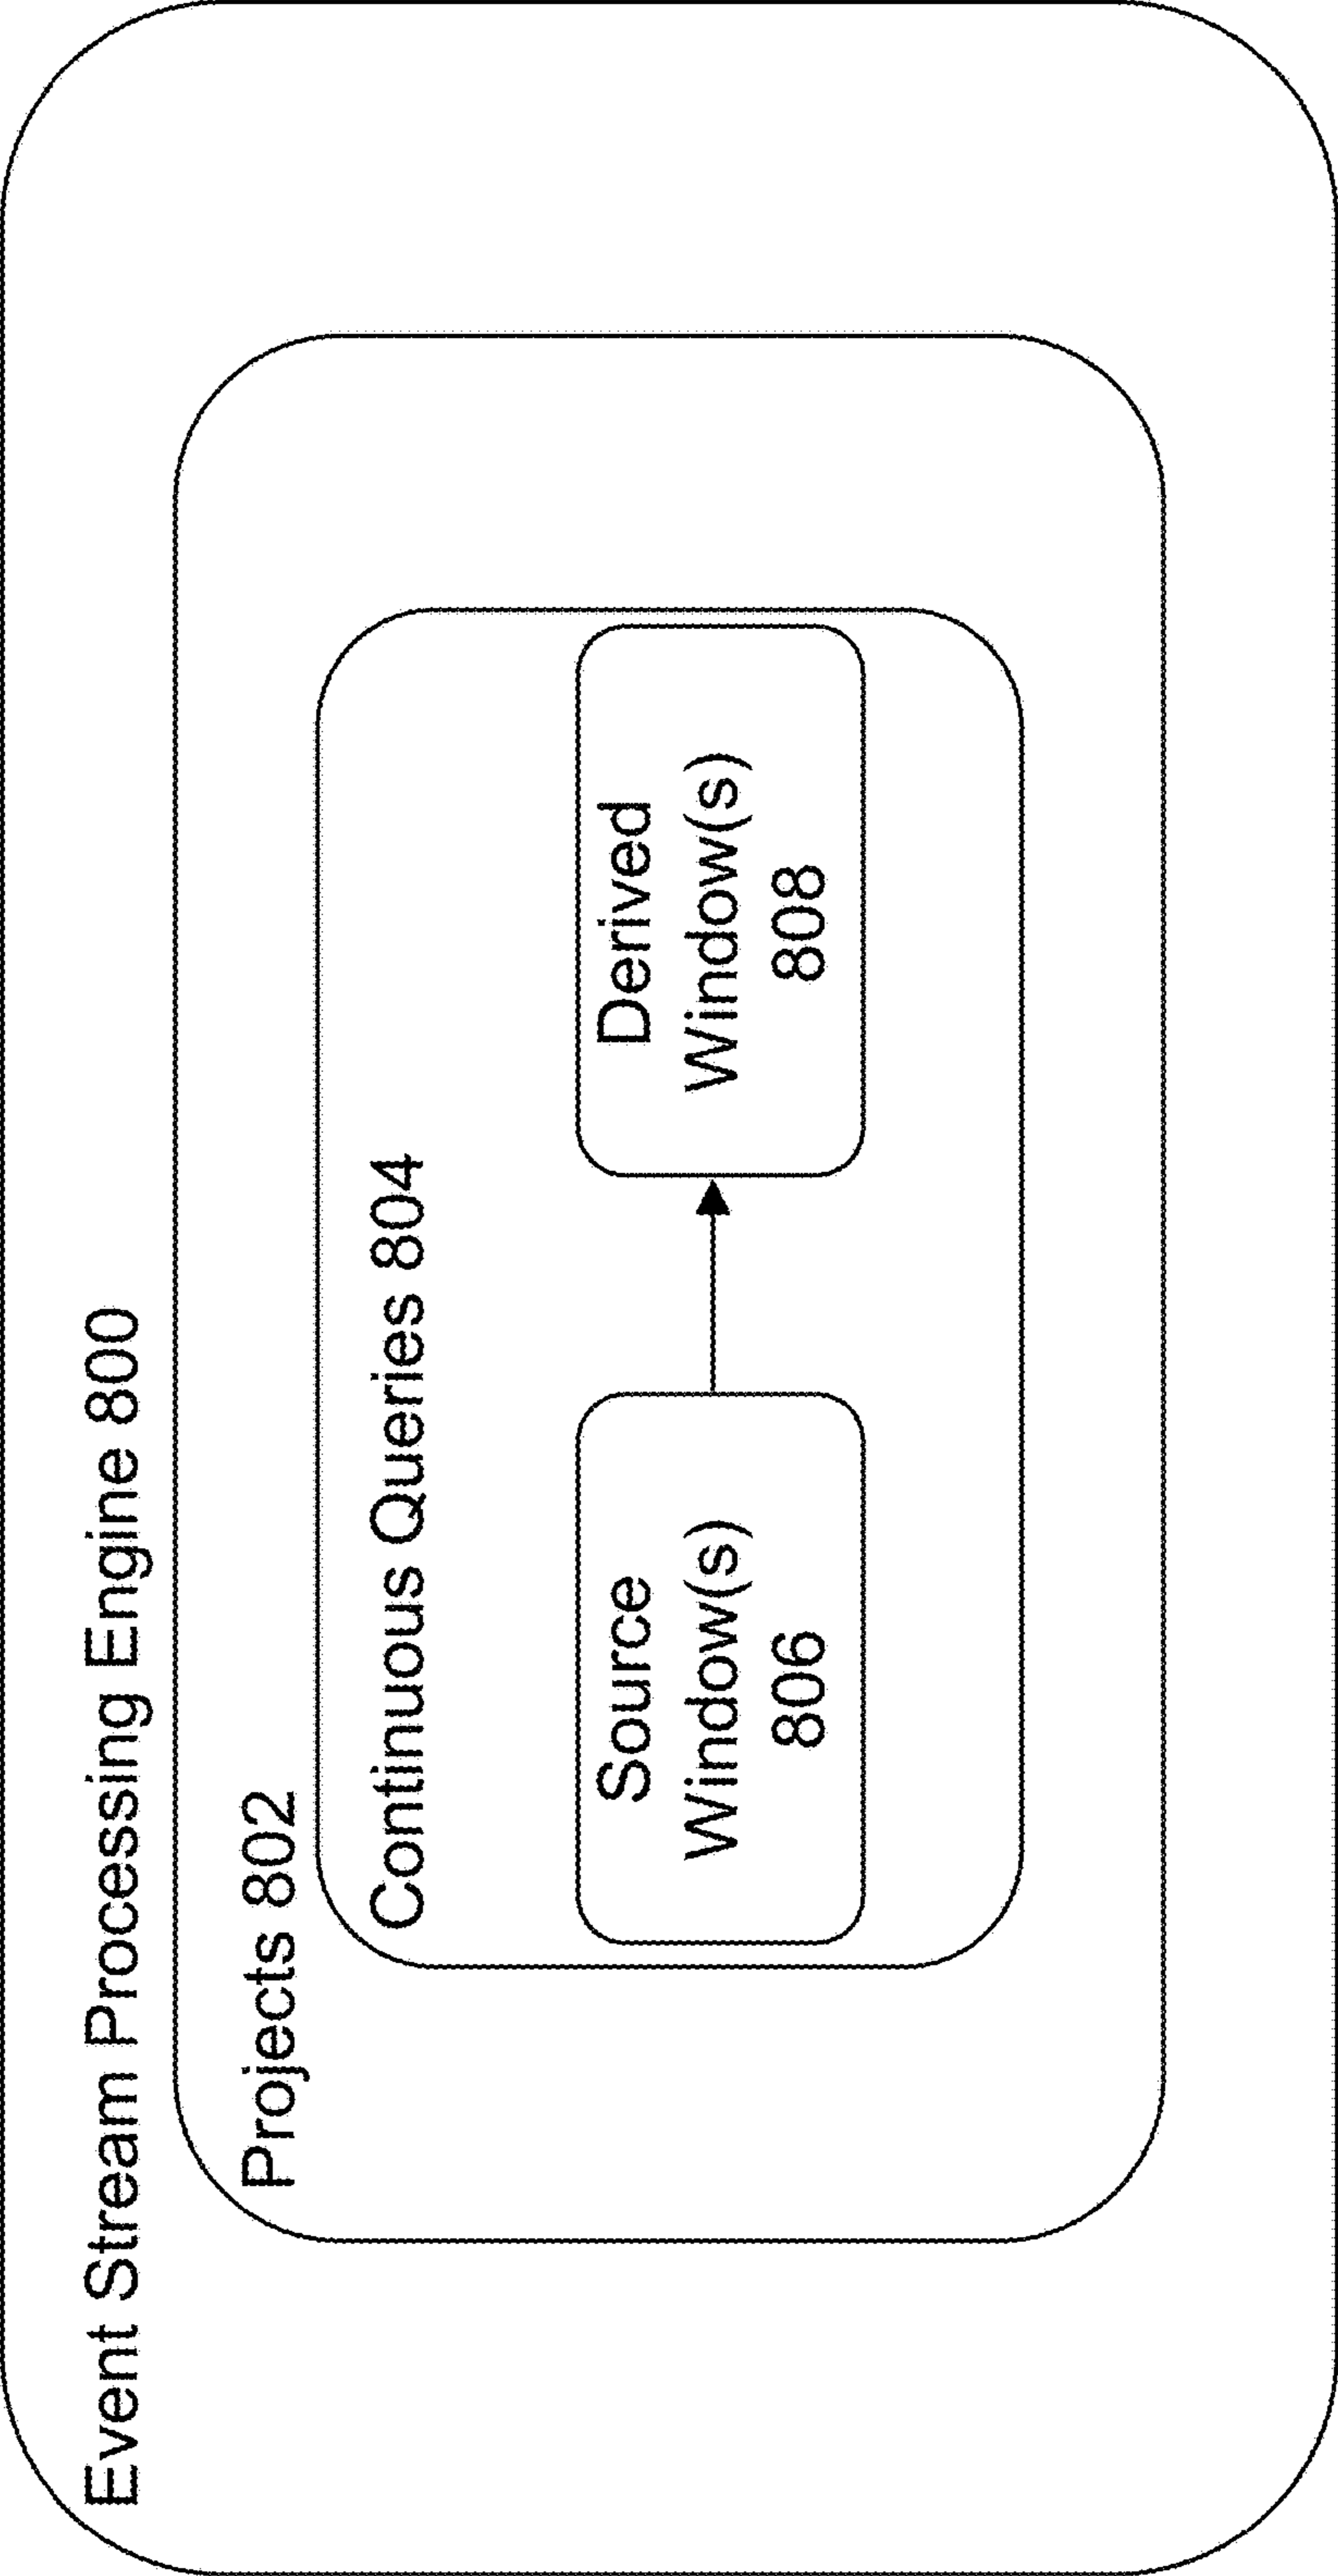 Event Stream Processing Engine 800
Projects 802
Continuous Queries 804
Source
Window(s)
806
Derived
Window(s)
808